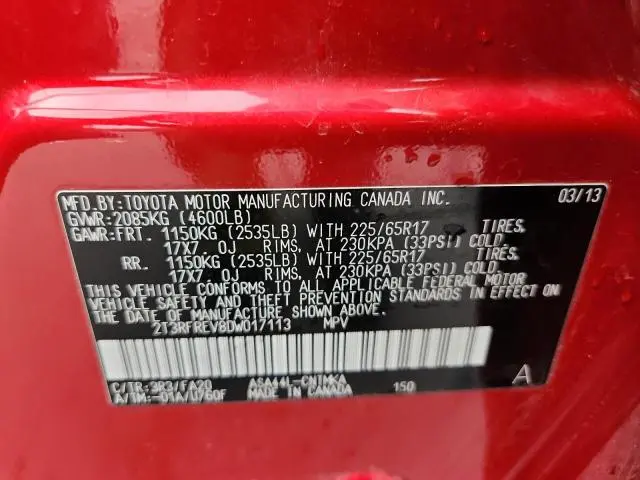 MFD.BY:TOYOTA MOTOR MANUFACTURING CANADA INC. 03/13
GVWR:2085KG (4600LB)
GAWR:FRT. 1150KG (2535LB) WITH 225/65R17 TIRES,
17X7.0J RIMS, AT 230KPA (33PSI) COLD.
RR. 1150KG (2535LB) WITH 225/65R17 TIRES,
17X7.0J RIMS, AT 230KPA (33PSI) COLD.
THIS VEHICLE CONFORMS TO ALL APPLICABLE FEDERAL MOTOR
VEHICLE SAFETY AND THEFT PREVENTION STANDARDS IN EFFECT ON
THE DATE OF MANUFACTURE SHOWN ABOVE.
2T3RFREV8DW017113 MPV
C/TR:3R3/FA20 ASA44L-CNTMKA 150 A
A/TM:-01A/U760F MADE IN CANADA